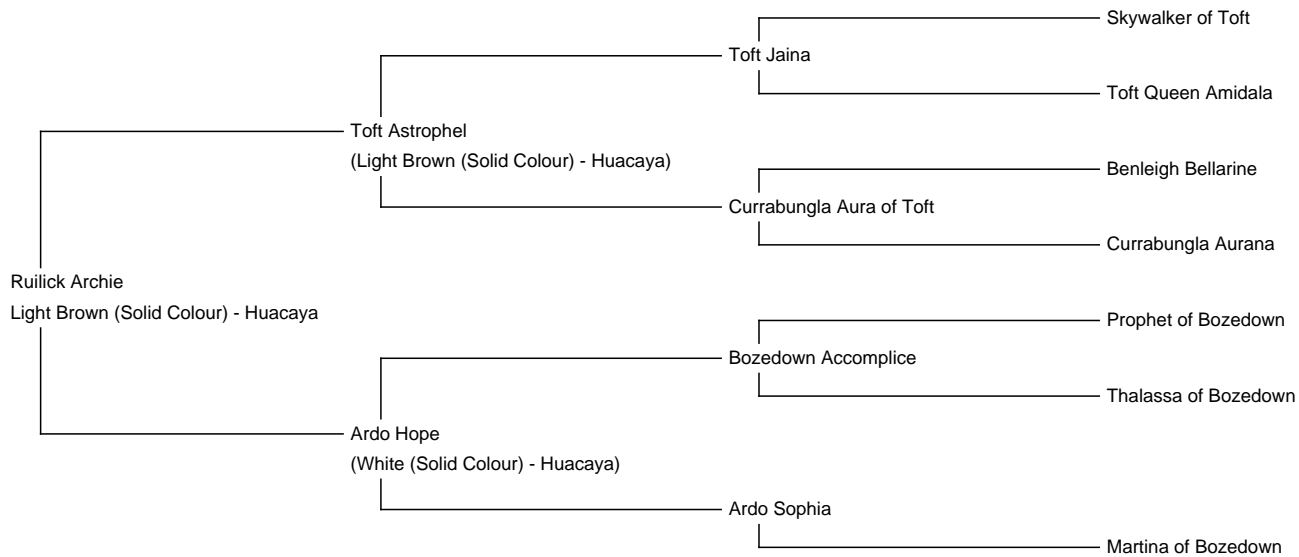 Skywalker of Toft
Toft Jaina
Toft Queen Amidala
Toft Astrophel
(Light Brown (Solid Colour) - Huacaya)
Benleigh Bellarine
Currabungla Aura of Toft
Currabungla Aurana
Ruilick Archie
Light Brown (Solid Colour) - Huacaya
Prophet of Bozedown
Bozedown Accomplice
Thalassa of Bozedown
Ardo Hope
(White (Solid Colour) - Huacaya)
Ardo Sophia
Martina of Bozedown